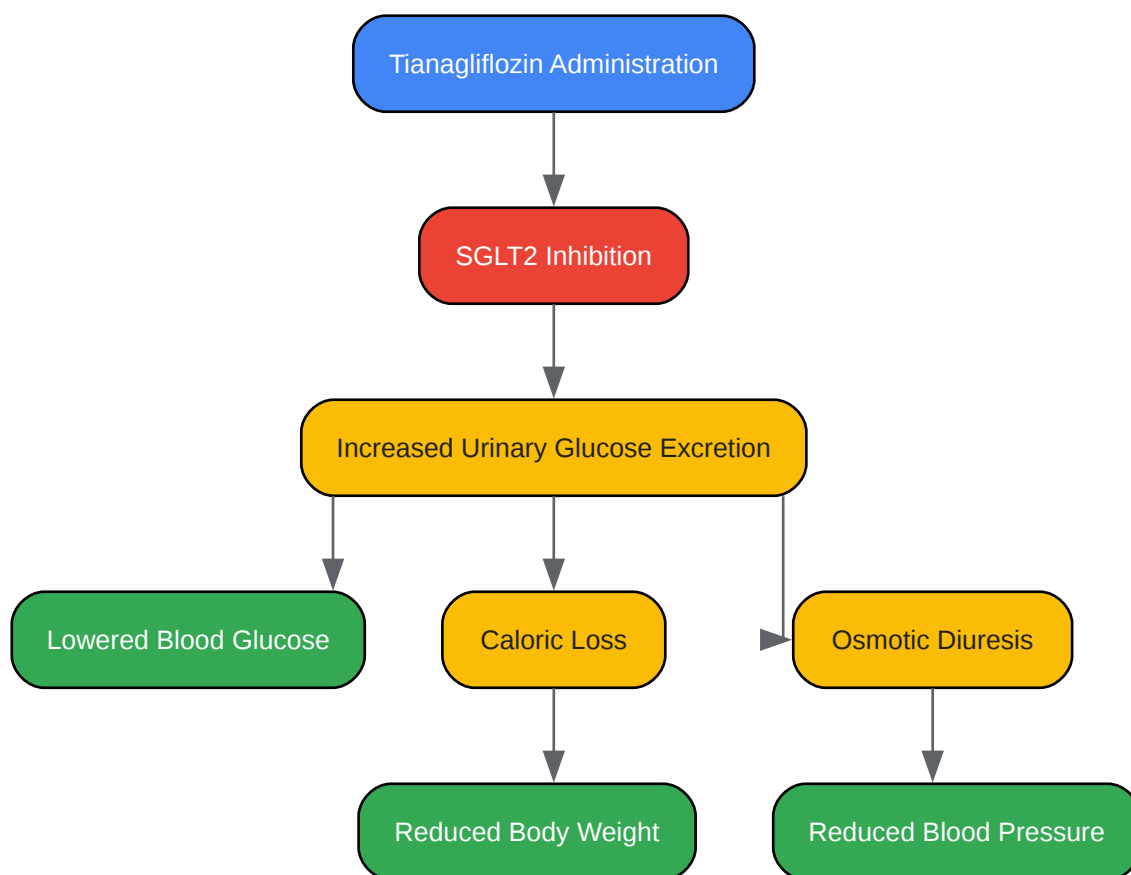 Tianagliflozin Administration
SGLT2 Inhibition
Increased Urinary Glucose Excretion
Lowered Blood Glucose
Caloric Loss
Osmotic Diuresis
Reduced Body Weight
Reduced Blood Pressure